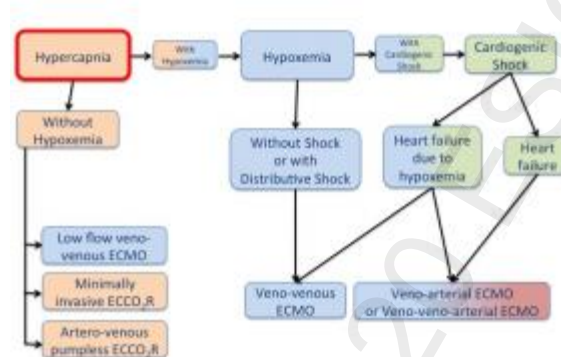 Hypercapnia
With
Hypoxemia
Hypoxemia
With
Cardiogenic
Shock
Cardiogenic
Shock
Without
Hypoxemia
Without Shock
or with
Distributive Shock
Heart failure
due to
hypoxemia
Heart
failure
Low flow veno-
venous ECMO
Minimally
invasive ECCO₂R
Artero-venous
pumpless ECCO₂R
Veno-venous
ECMO
Veno-arterial ECMO
or Veno-veno-arterial ECMO